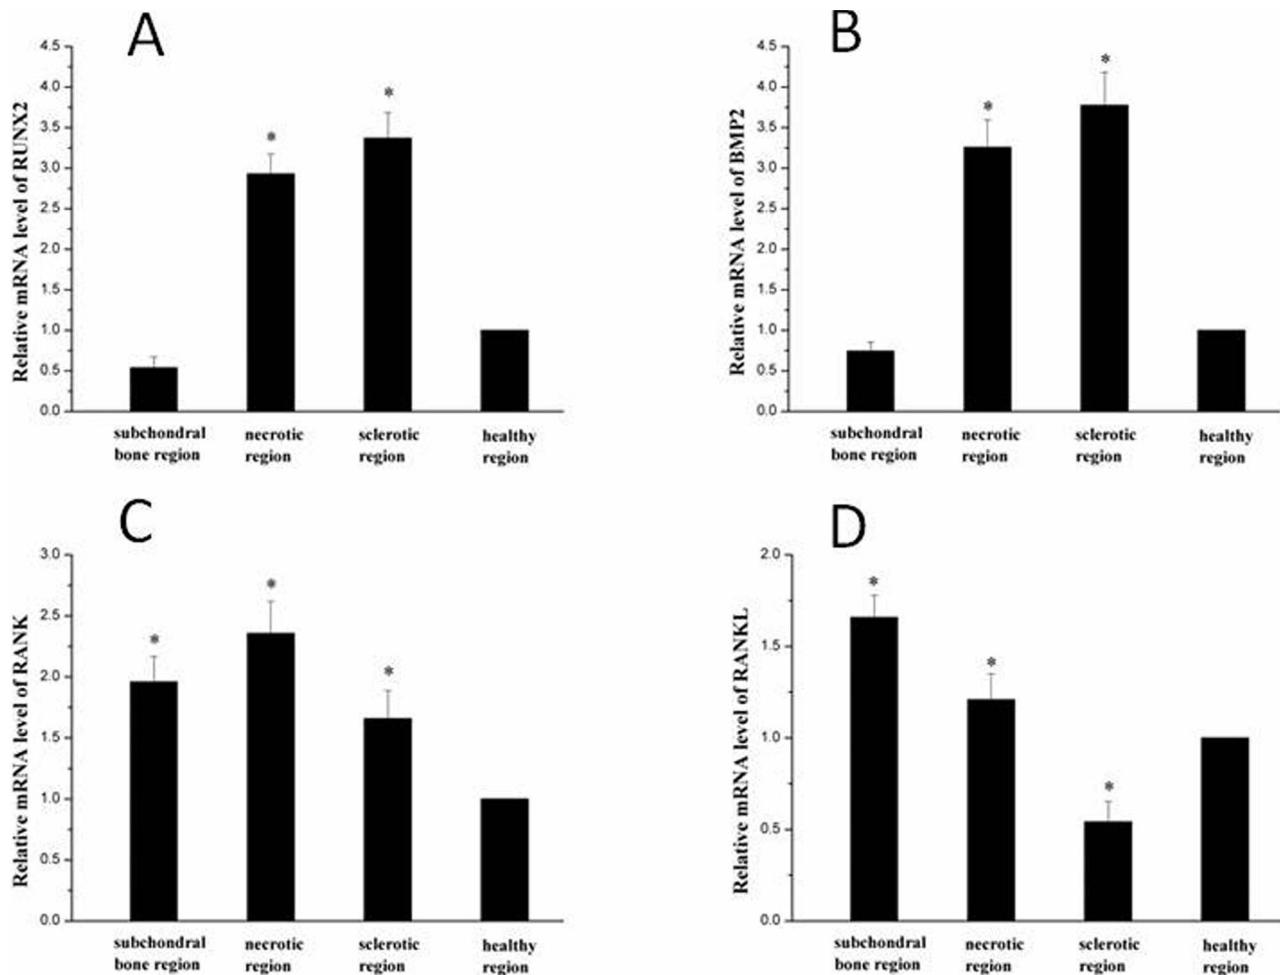 A
Relative mRNA level of RUNX2
4.5
4.0
3.5
3.0
2.5
2.0
1.5
1.0
0.5
0.0
*
*
subchondral
bone region
necrotic
region
sclerotic
region
healthy
region
B
Relative mRNA level of BMP2
4.5
4.0
3.5
3.0
2.5
2.0
1.5
1.0
0.5
0.0
*
*
subchondral
bone region
necrotic
region
sclerotic
region
healthy
region
C
Relative mRNA level of RANK
3.0
2.5
2.0
1.5
1.0
0.5
0.0
*
*
*
subchondral
bone region
necrotic
region
sclerotic
region
healthy
region
D
Relative mRNA level of RANKL
2.0
1.5
1.0
0.5
0.0
*
*
*
subchondral
bone region
necrotic
region
sclerotic
region
healthy
region